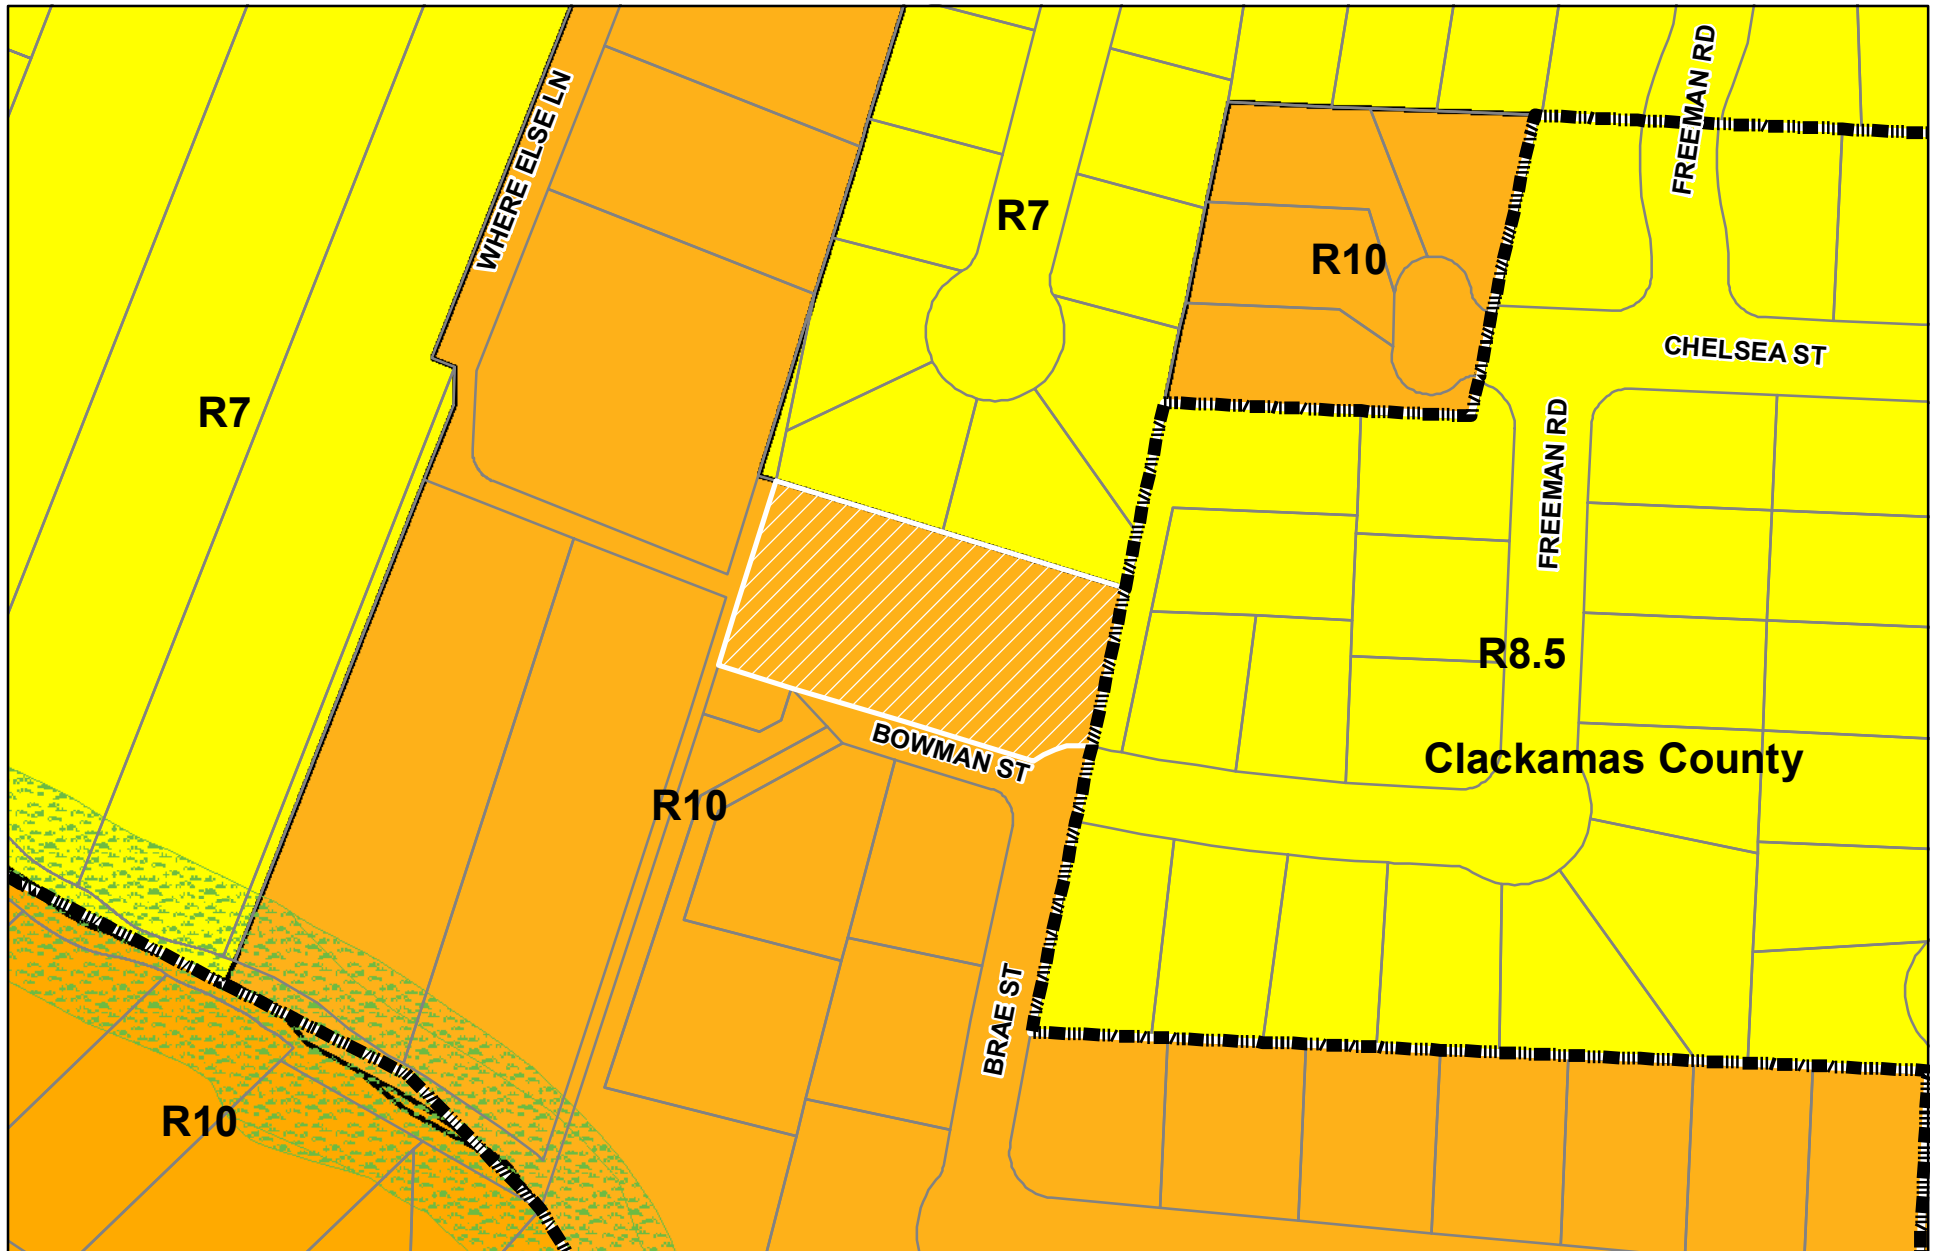 FREEMAN RD
WHERE ELSE LN
R7
R10
CHELSEA ST
R7
FREEMAN RD
R8.5
BOWMAN ST
Clackamas County
R10
BRAE ST
R10